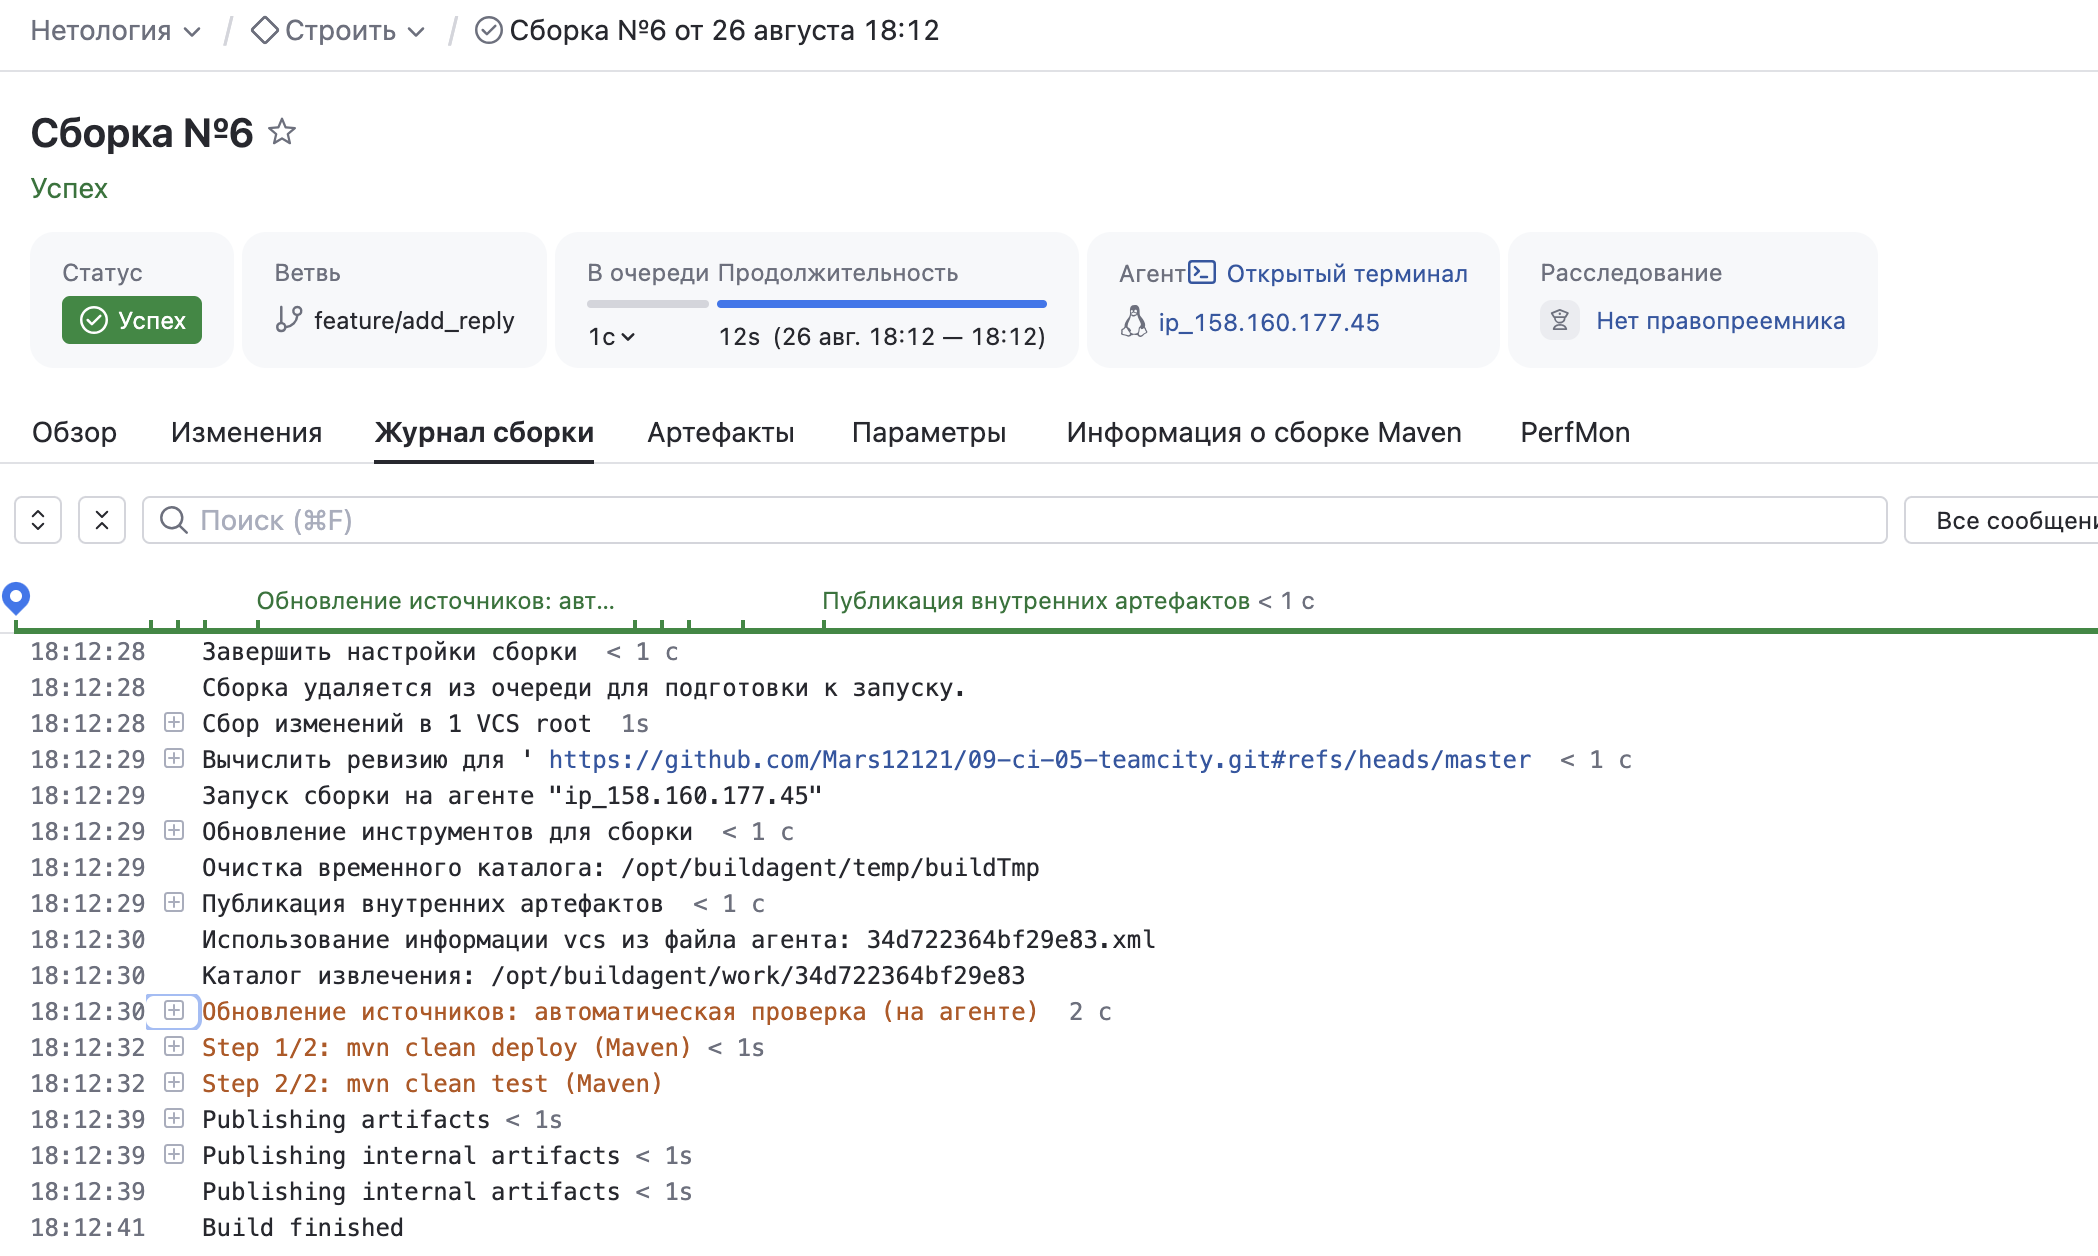 Нетология / Строить / Сборка №6 от 26 августа 18:12
Сборка №6
Успех
Статус
Успех
Ветвь
feature/add_reply
В очереди Продолжительность
1с 12s (26 авг. 18:12 — 18:12)
Агент Открытый терминал
ip_158.160.177.45
Расследование
Нет правопреемника
Обзор Изменения Журнал сборки Артефакты Параметры Информация о сборке Maven PerfMon
Поиск (⌘F) Все сообщени
Обновление источников: авт... Публикация внутренних артефактов < 1 с
18:12:28 Завершить настройки сборки < 1 с
18:12:28 Сборка удаляется из очереди для подготовки к запуску.
18:12:28 Сбор изменений в 1 VCS root 1s
18:12:29 Вычислить ревизию для ' https://github.com/Mars12121/09-ci-05-teamcity.git#refs/heads/master < 1 с
18:12:29 Запуск сборки на агенте "ip_158.160.177.45"
18:12:29 Обновление инструментов для сборки < 1 с
18:12:29 Очистка временного каталога: /opt/buildagent/temp/buildTmp
18:12:29 Публикация внутренних артефактов < 1 с
18:12:30 Использование информации vcs из файла агента: 34d722364bf29e83.xml
18:12:30 Каталог извлечения: /opt/buildagent/work/34d722364bf29e83
18:12:30 Обновление источников: автоматическая проверка (на агенте) 2 с
18:12:32 Step 1/2: mvn clean deploy (Maven) < 1s
18:12:32 Step 2/2: mvn clean test (Maven)
18:12:39 Publishing artifacts < 1s
18:12:39 Publishing internal artifacts < 1s
18:12:39 Publishing internal artifacts < 1s
18:12:41 Build finished